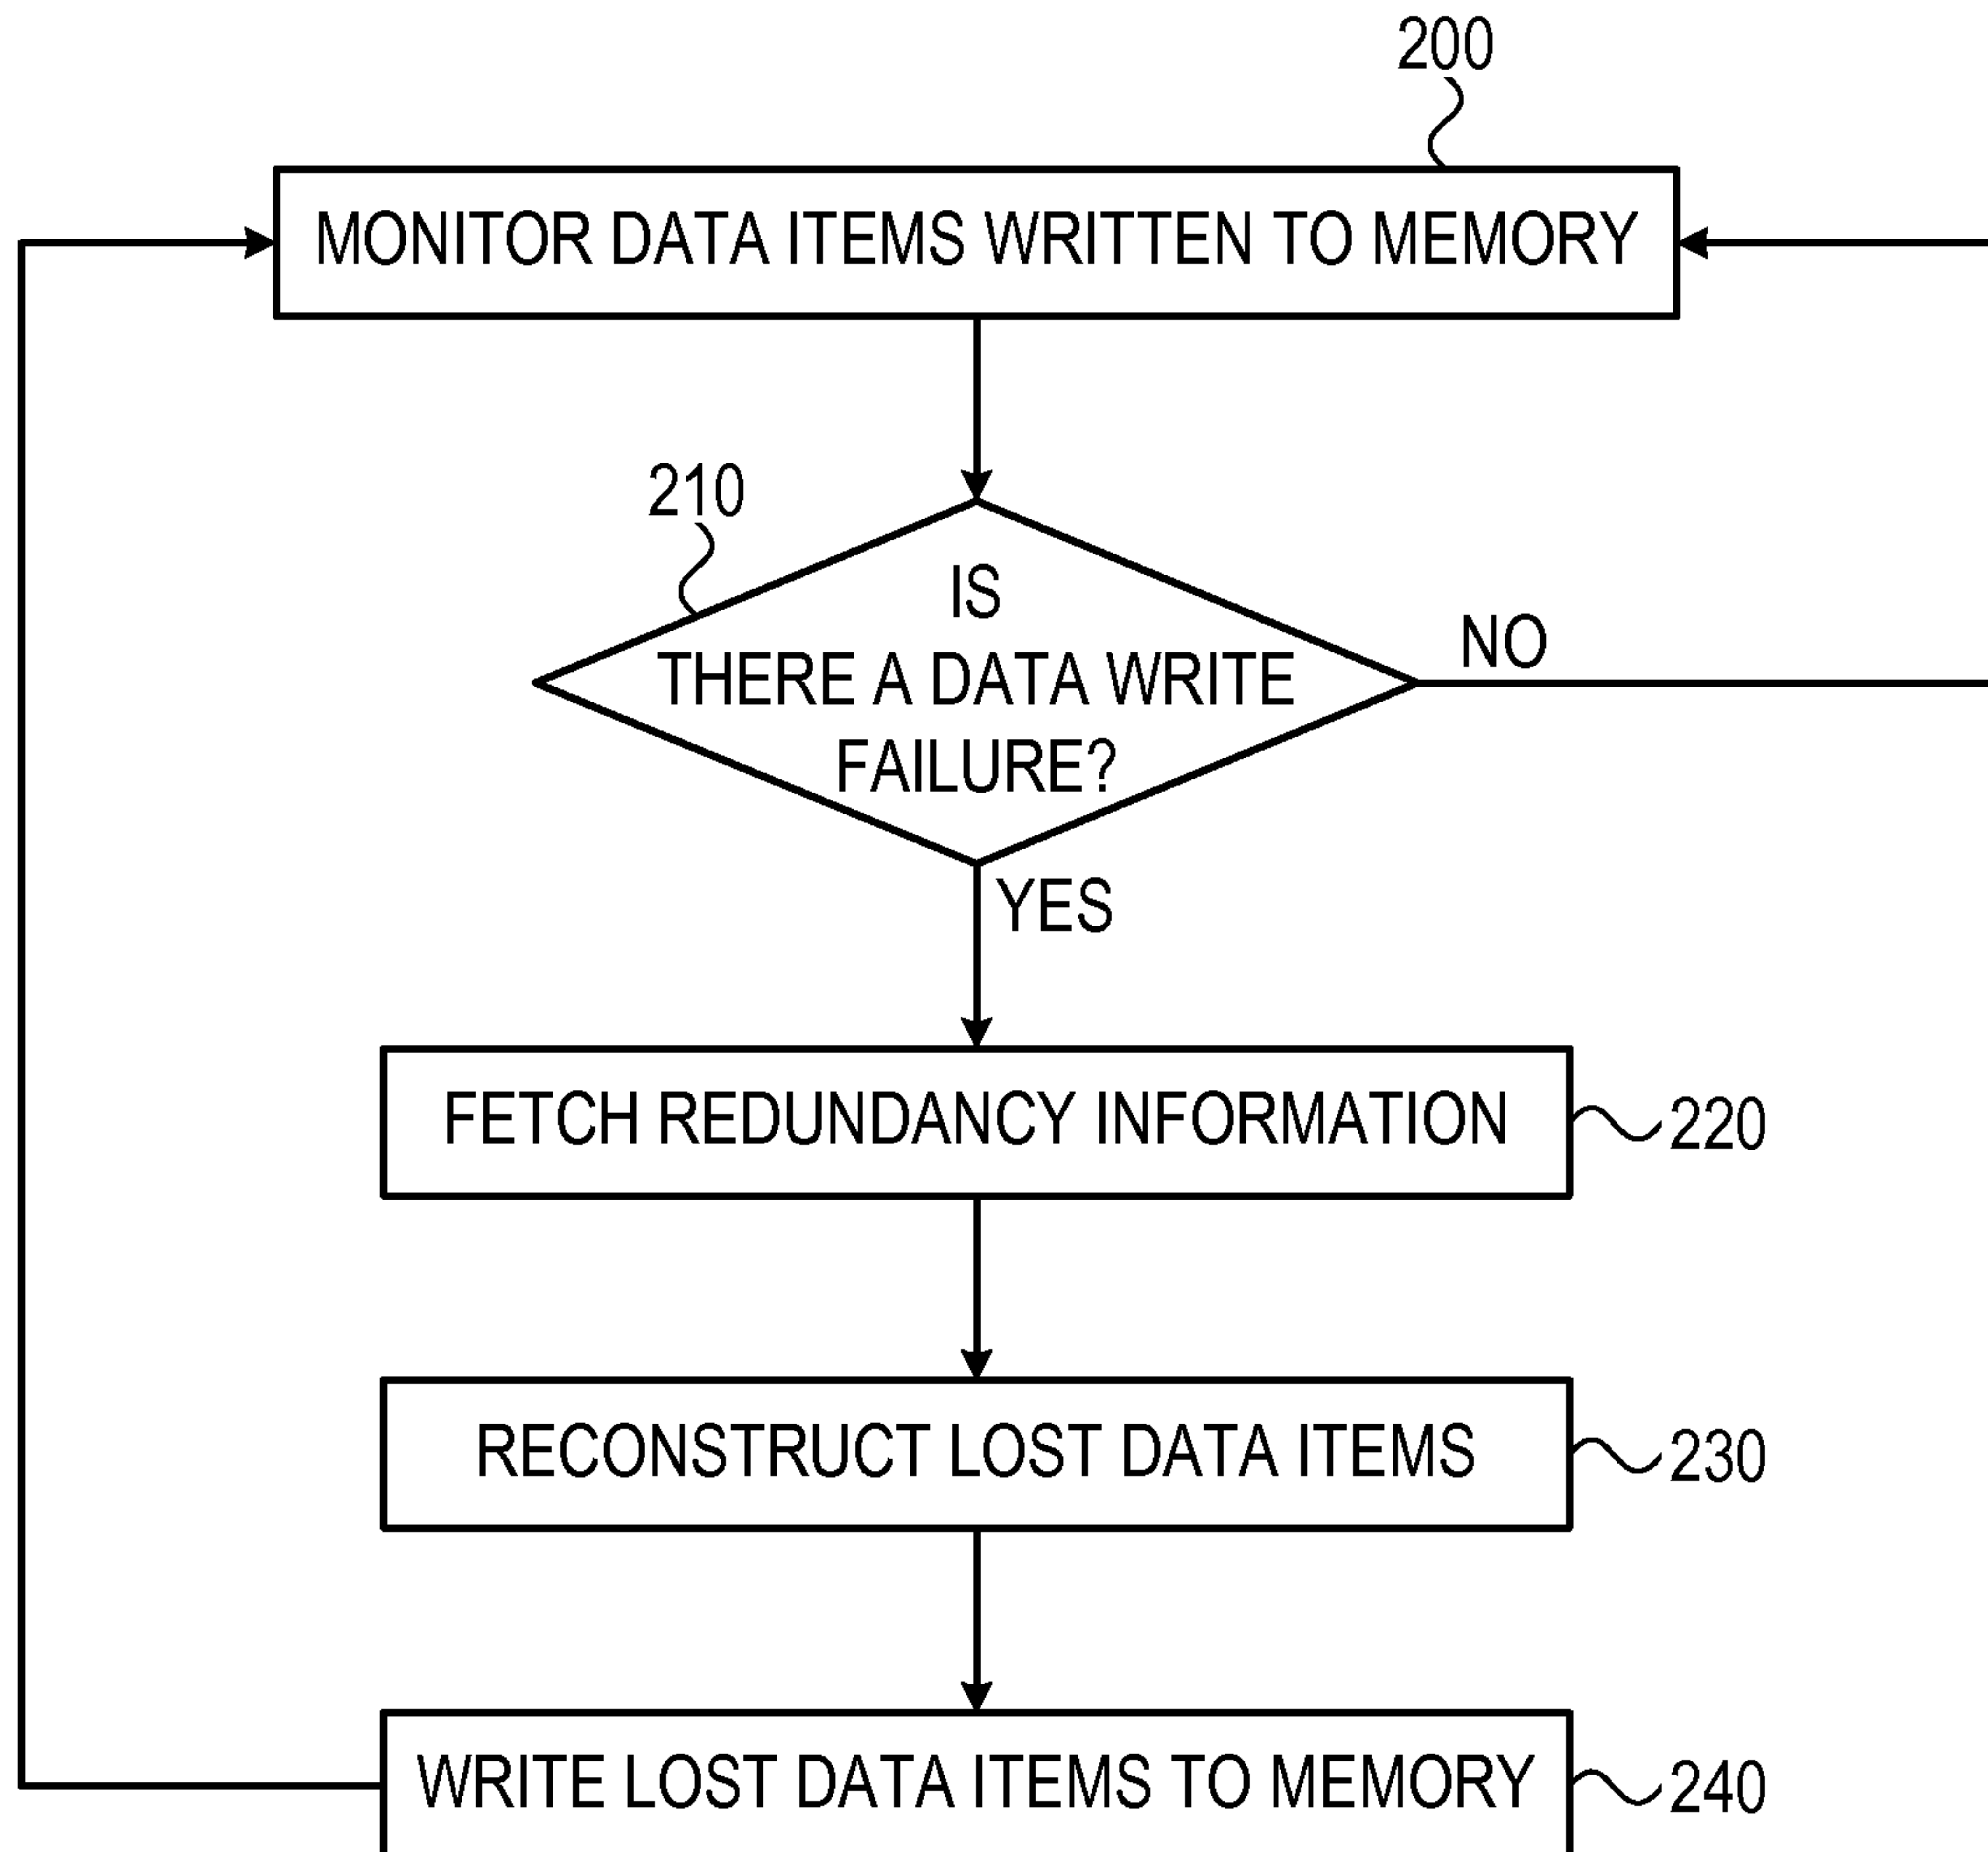 200
MONITOR DATA ITEMS WRITTEN TO MEMORY
210
IS
THERE A DATA WRITE
FAILURE?
NO
YES
FETCH REDUNDANCY INFORMATION
220
RECONSTRUCT LOST DATA ITEMS
230
WRITE LOST DATA ITEMS TO MEMORY
240